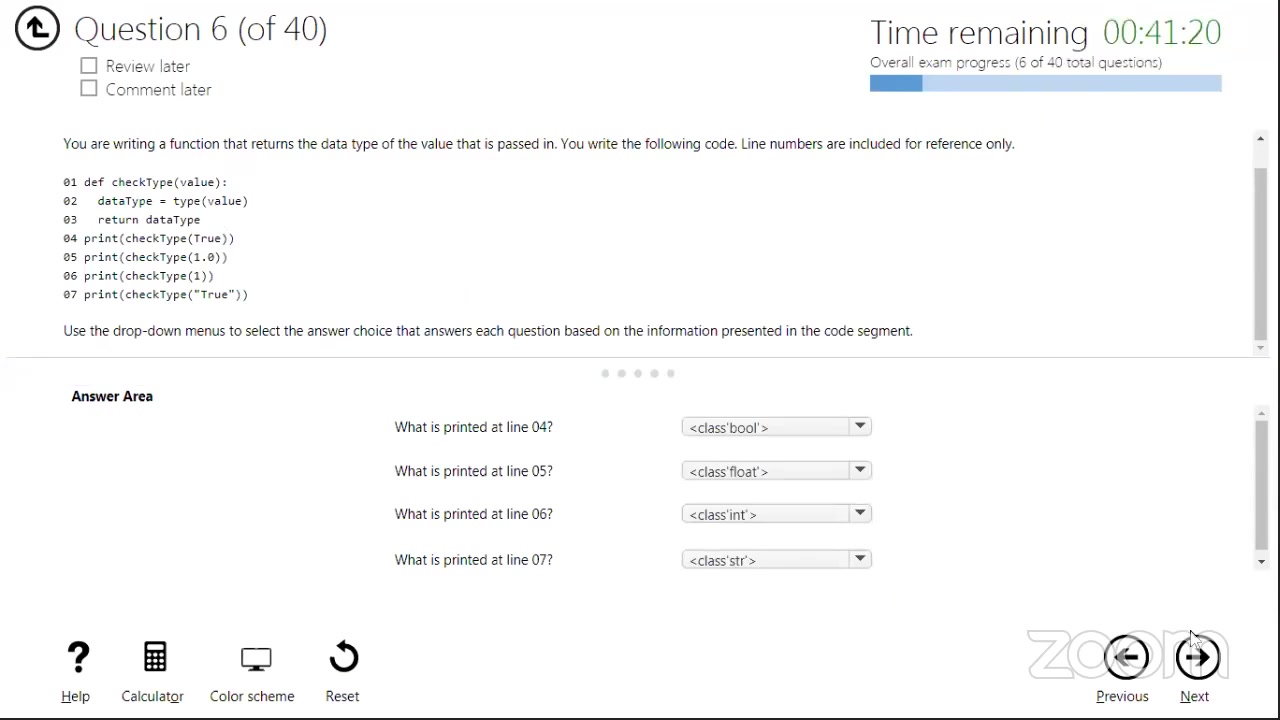 Question 6 (of 40)
Time remaining 00:41:20
Review later
Overall exam progress (6 of 40 total questions)
Comment later
You are writing a function that returns the data type of the value that is passed in. You write the following code. Line numbers are included for reference only.
01 def checkType(value):
02   dataType = type(value)
03   return dataType
04 print(checkType(True))
05 print(checkType(1.0))
06 print(checkType(1))
07 print(checkType("True"))
Use the drop-down menus to select the answer choice that answers each question based on the information presented in the code segment.
Answer Area
What is printed at line 04? <class'bool'>
What is printed at line 05? <class'float'>
What is printed at line 06? <class'int'>
What is printed at line 07? <class'str'>
zoom
Help Calculator Color scheme Reset Previous Next